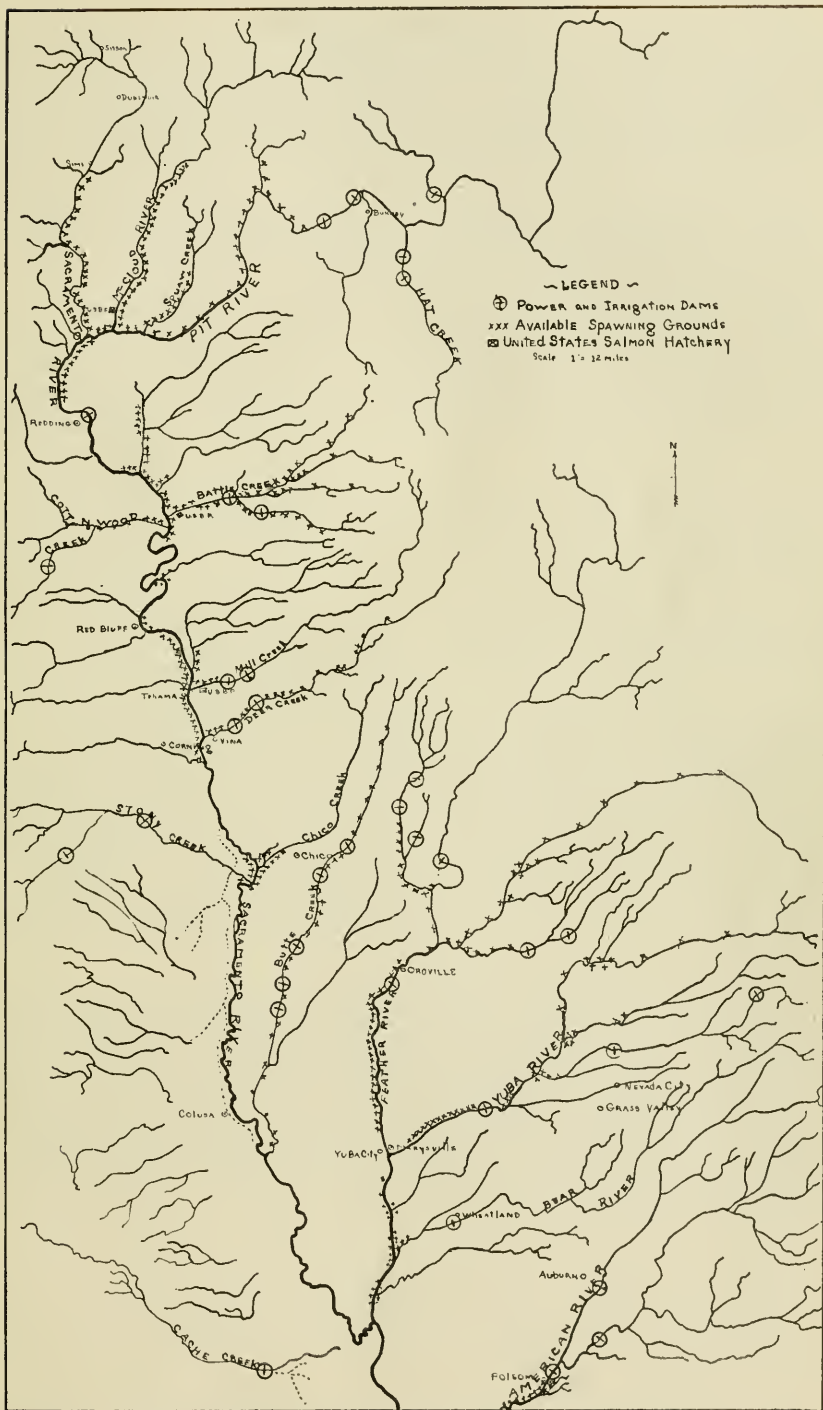 Sisson
Dunsmuir
Sims
SACRAMENTO
RIVER
McCloud
RIVER
Squaw Creek
PIT RIVER
Burney
HAT CREEK
~ LEGEND ~
Power and Irrigation Dams
xxx Available Spawning Grounds
United States Salmon Hatchery
Scale 1"= 12 miles
N
REDDING
BATTLE CREEK
COTTONWOOD
CREEK
RED BLUFF
Mill Creek
Tehama
Deer Creek
CORNING
VINA
STONY
CREEK
CHICO CREEK
Chico
Butte Creek
SACRAMENTO RIVER
OROVILLE
FEATHER RIVER
YUBA RIVER
NEVADA CITY
GRASS VALLEY
Colusa
YUBA CITY
Marysville
Wheatland
BEAR
RIVER
AUBURN
AMERICAN RIVER
CACHE CREEK
Folsom